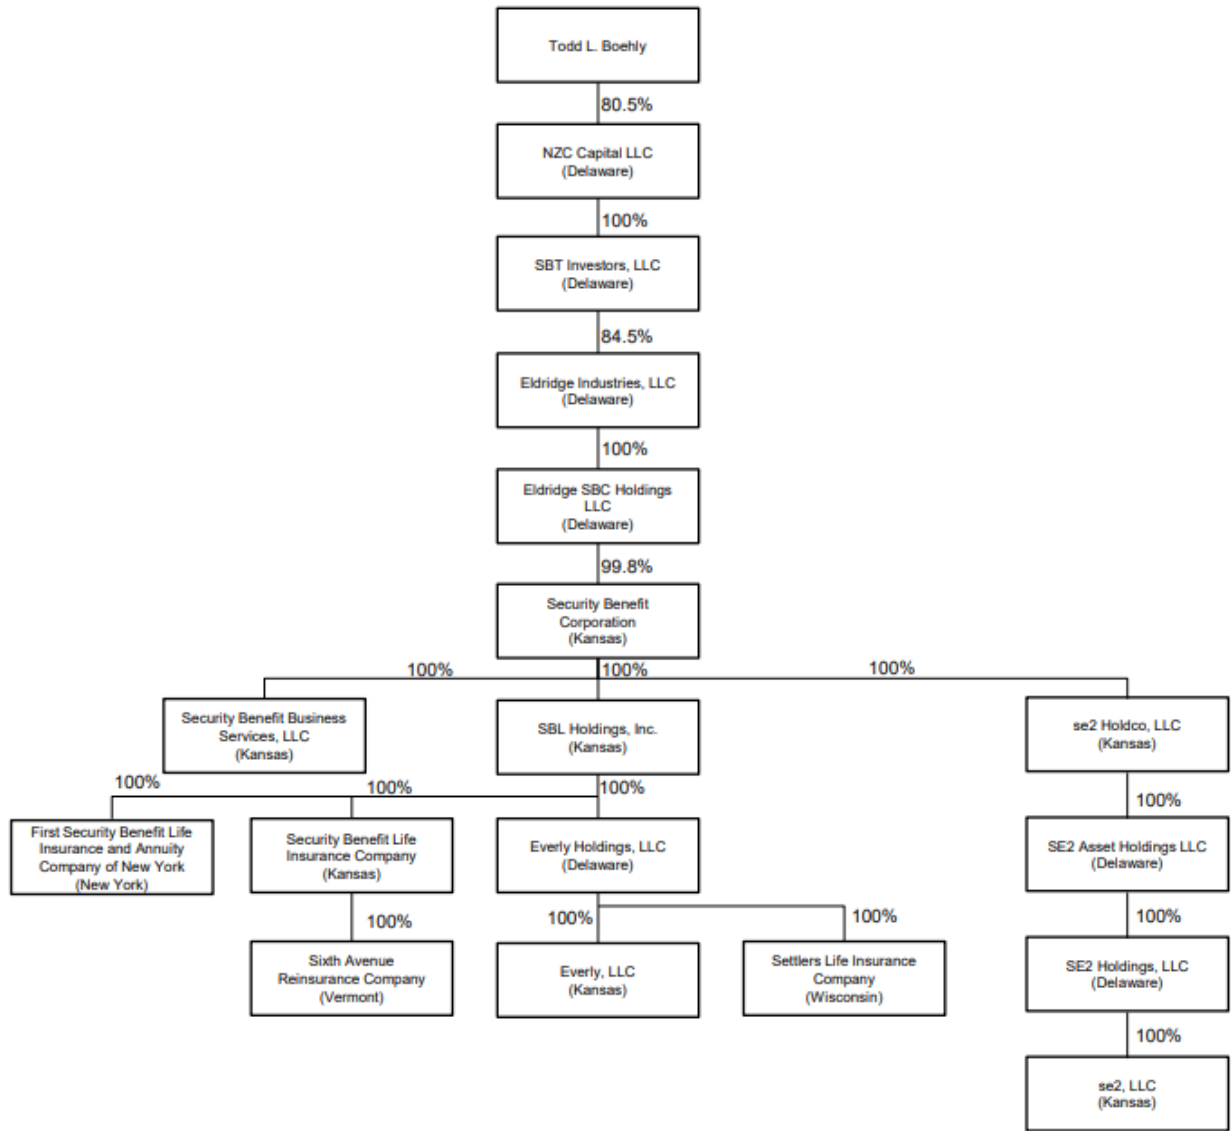 Todd L. Boehly
80.5%
NZC Capital LLC
(Delaware)
100%
SBT Investors, LLC
(Delaware)
84.5%
Eldridge Industries, LLC
(Delaware)
100%
Eldridge SBC Holdings
LLC
(Delaware)
99.8%
Security Benefit
Corporation
(Kansas)
100%
100%
100%
Security Benefit Business
Services, LLC
(Kansas)
SBL Holdings, Inc.
(Kansas)
se2 Holdco, LLC
(Kansas)
100%
100%
100%
100%
First Security Benefit Life
Insurance and Annuity
Company of New York
(New York)
Security Benefit Life
Insurance Company
(Kansas)
Everly Holdings, LLC
(Delaware)
SE2 Asset Holdings LLC
(Delaware)
100%
100%
100%
100%
Sixth Avenue
Reinsurance Company
(Vermont)
Everly, LLC
(Kansas)
Settlers Life Insurance
Company
(Wisconsin)
SE2 Holdings, LLC
(Delaware)
100%
se2, LLC
(Kansas)